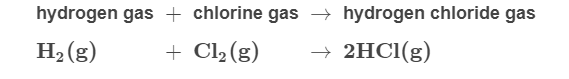 hydrogen gas + chlorine gas → hydrogen chloride gas
H₂(g) + Cl₂(g) → 2HCl(g)